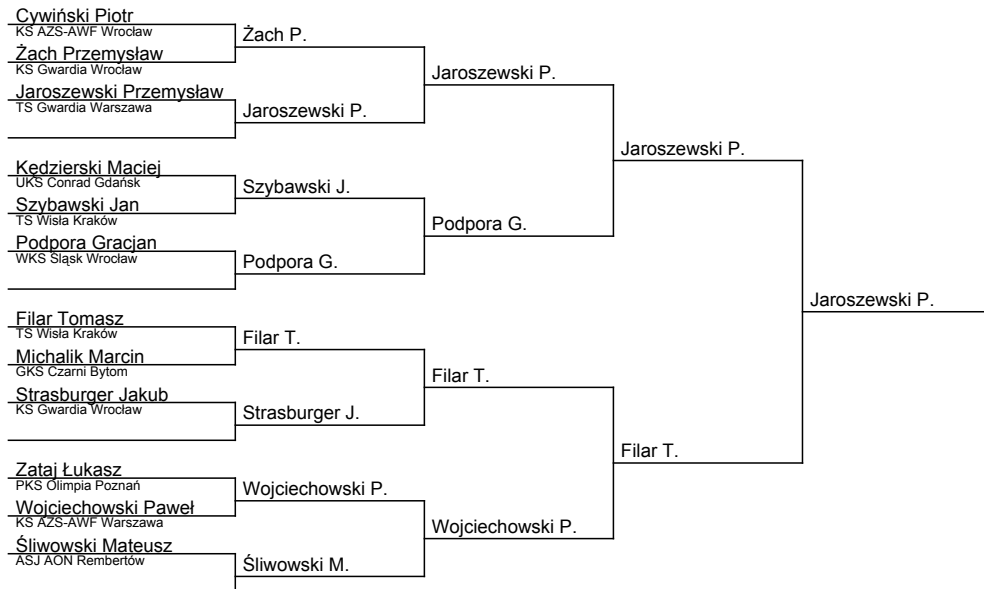 Cywiński Piotr
KS AZS-AWF Wrocław
Żach Przemysław
KS Gwardia Wrocław
Jaroszewski Przemysław
TS Gwardia Warszawa
Kędzierski Maciej
UKS Conrad Gdańsk
Szybawski Jan
TS Wisła Kraków
Podpora Gracjan
WKS Śląsk Wrocław
Filar Tomasz
TS Wisła Kraków
Michalik Marcin
GKS Czarni Bytom
Strasburger Jakub
KS Gwardia Wrocław
Zataj Łukasz
PKS Olimpia Poznań
Wojciechowski Paweł
KS AZS-AWF Warszawa
Śliwowski Mateusz
ASJ AON Rembertów
Żach P.
Jaroszewski P.
Szybawski J.
Podpora G.
Filar T.
Strasburger J.
Wojciechowski P.
Śliwowski M.
Jaroszewski P.
Podpora G.
Filar T.
Wojciechowski P.
Jaroszewski P.
Filar T.
Jaroszewski P.